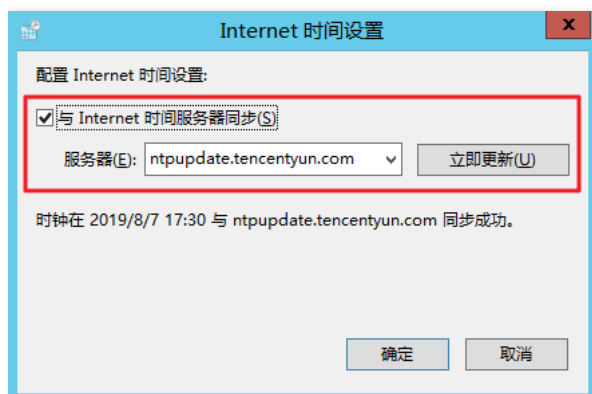 Internet 时间设置
x
配置 Internet 时间设置:
与 Internet 时间服务器同步(S)
服务器(E): ntpupdate.tencentyun.com 立即更新(U)
时钟在 2019/8/7 17:30 与 ntpupdate.tencentyun.com 同步成功。
确定 取消